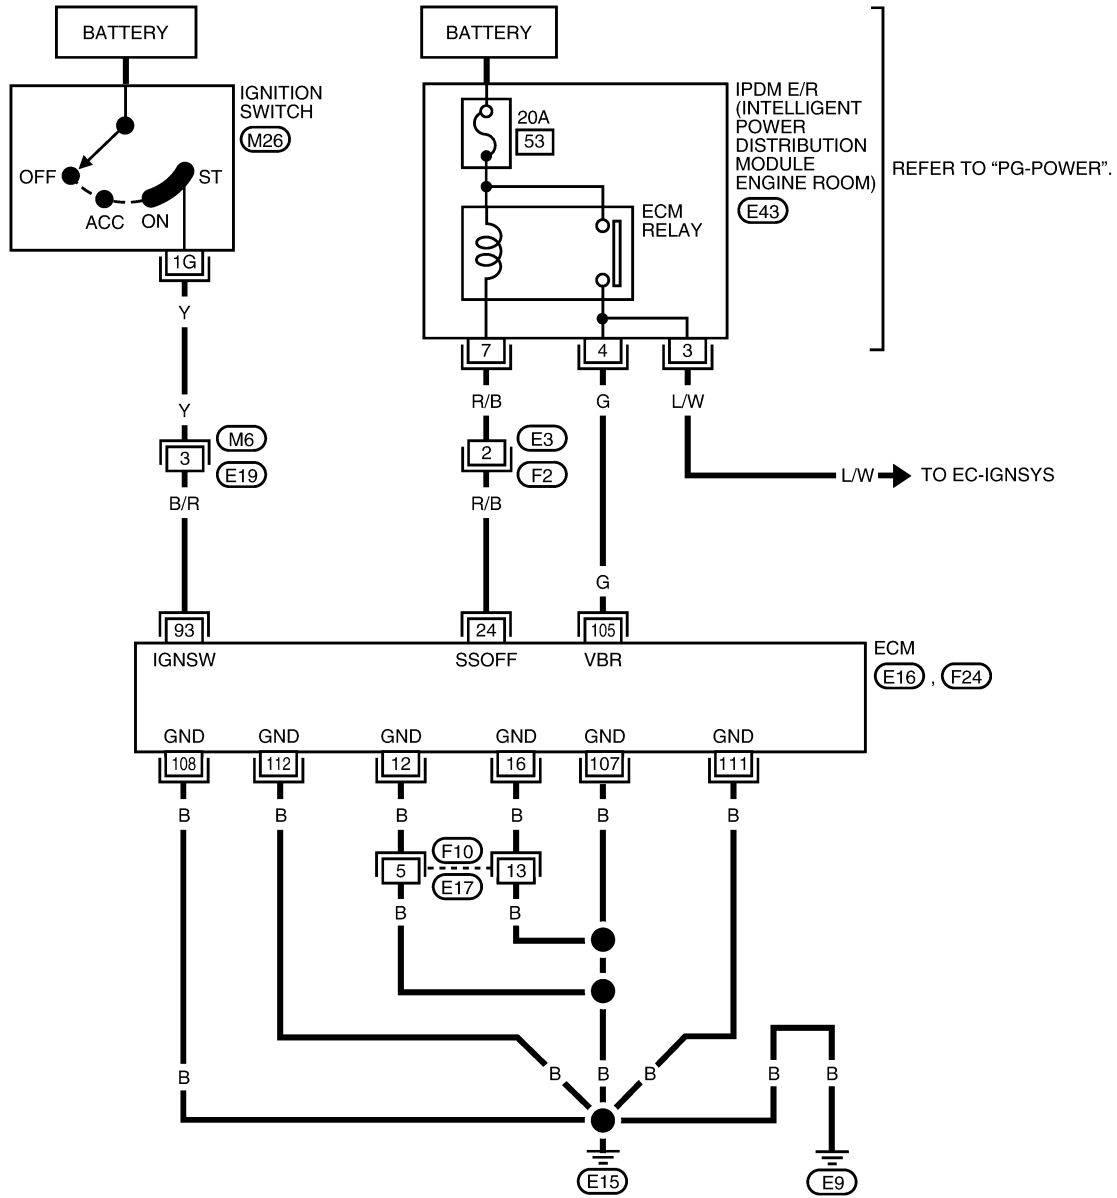 BATTERY
BATTERY
IGNITION
SWITCH
M26
OFF
ACC
ON
ST
1G
20A
53
IPDM E/R
(INTELLIGENT
POWER
DISTRIBUTION
MODULE
ENGINE ROOM)
E43
REFER TO “PG-POWER”.
ECM
RELAY
7
4
3
Y
R/B
G
L/W
Y
M6
3
E19
B/R
E3
2
F2
R/B
L/W
TO EC-IGNSYS
G
93
24
105
IGNSW
SSOFF
VBR
ECM
E16 , F24
GND
GND
GND
GND
GND
GND
108
112
12
16
107
111
B
B
B
B
B
B
F10
5
13
E17
B
B
B
B
B
B
B
B
E15
E9